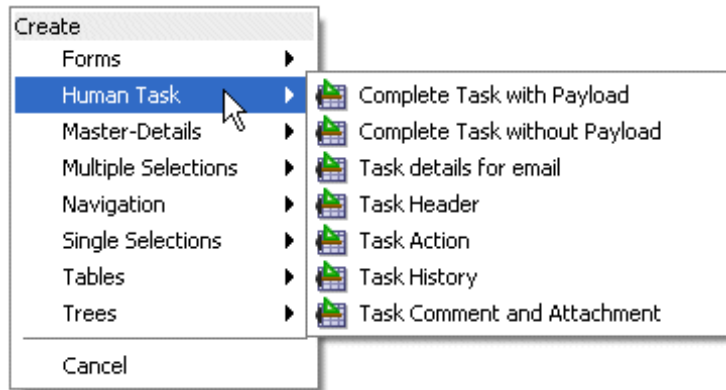 Create
Forms
Human Task
Master-Details
Multiple Selections
Navigation
Single Selections
Tables
Trees
Cancel
Complete Task with Payload
Complete Task without Payload
Task details for email
Task Header
Task Action
Task History
Task Comment and Attachment